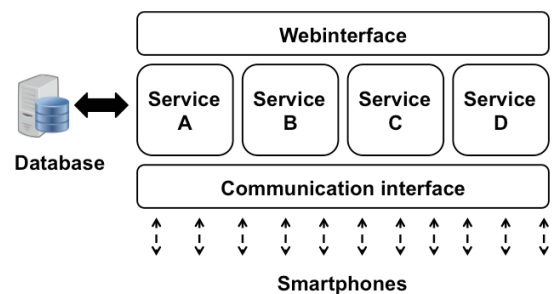 Webinterface
Service
A
Service
B
Service
C
Service
D
Database
Communication interface
Smartphones